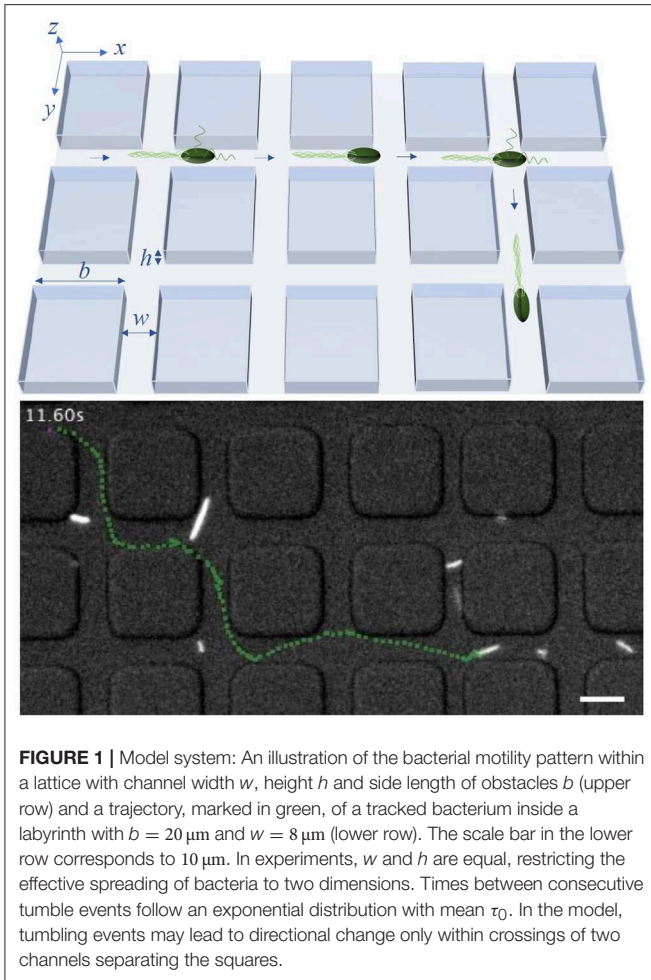 z
x
y
h
b
w
11.60s
FIGURE 1 | Model system: An illustration of the bacterial motility pattern within
a lattice with channel width w, height h and side length of obstacles b (upper
row) and a trajectory, marked in green, of a tracked bacterium inside a
labyrinth with b = 20 μm and w = 8 μm (lower row). The scale bar in the lower
row corresponds to 10 μm. In experiments, w and h are equal, restricting the
effective spreading of bacteria to two dimensions. Times between consecutive
tumble events follow an exponential distribution with mean τ₀. In the model,
tumbling events may lead to directional change only within crossings of two
channels separating the squares.